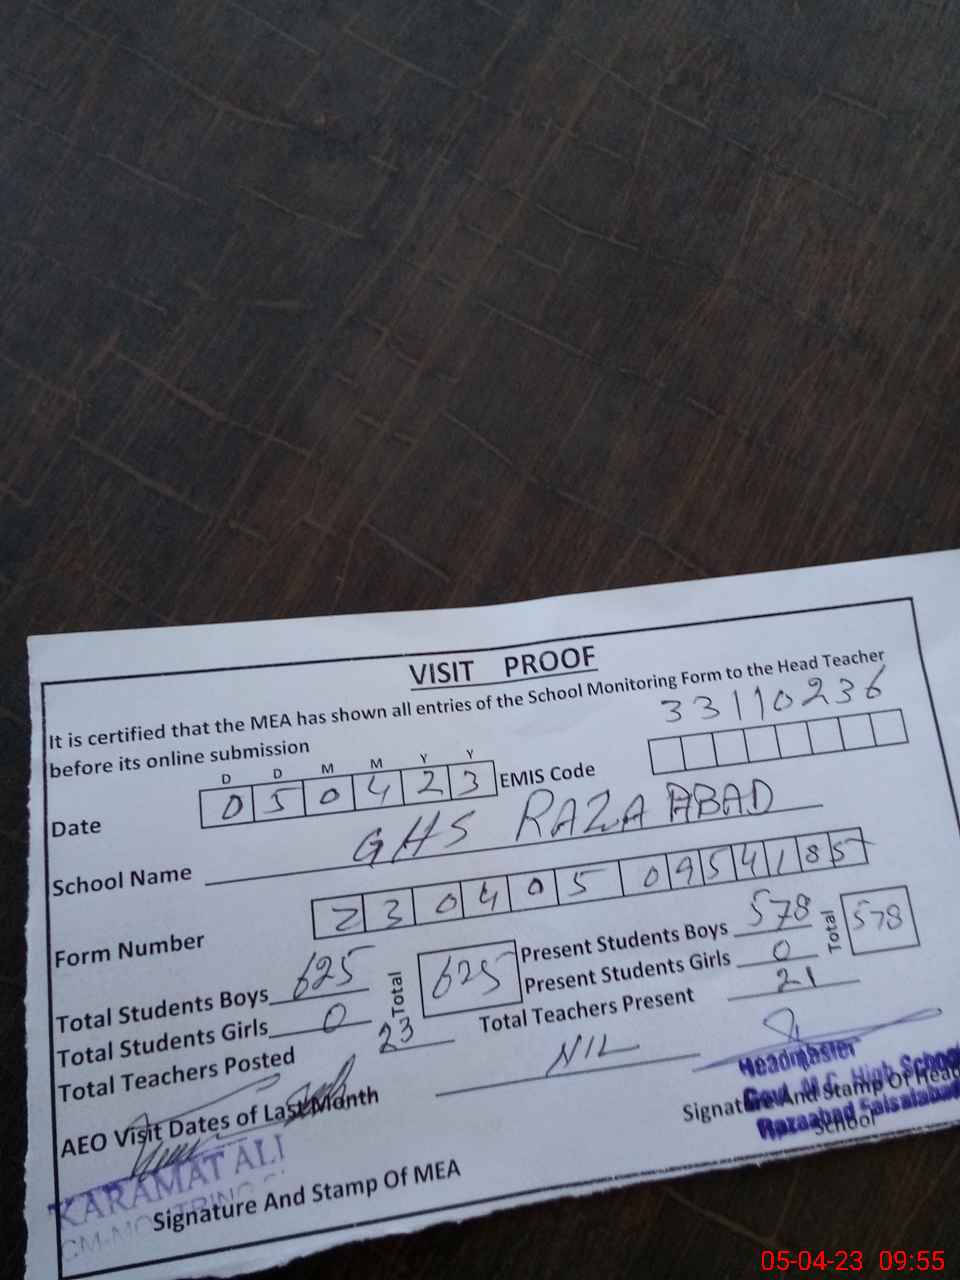 VISIT PROOF
It is certified that the MEA has shown all entries of the School Monitoring Form to the Head Teacher
before its online submission
33110236
D D M M Y Y
Date 0 5 0 4 2 3 EMIS Code
School Name GHS RAZA ABAD
Form Number 2 3 0 4 0 5 0 9 5 4 1 8 5
Total Students Boys 625 Total 625 Present Students Boys 578 Total 578
Total Students Girls 0 Present Students Girls 0
Total Teachers Posted 23 Total Teachers Present 21
AEO Visit Dates of Last Month NIL
Headmaster
Govt. M.C. High School
Razaabad Faisalabad
Signature And Stamp Of Head
School
KARAMAT ALI
Signature And Stamp Of MEA
05-04-23 09:55